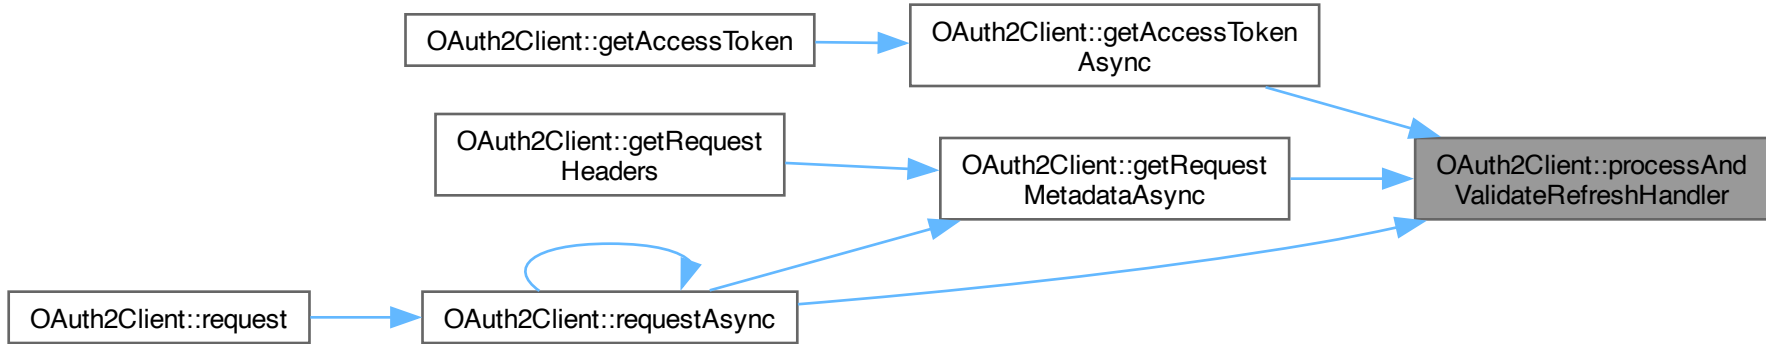 OAuth2Client::getAccessToken
OAuth2Client::getAccessToken
Async
OAuth2Client::getRequest
Headers
OAuth2Client::getRequest
MetadataAsync
OAuth2Client::processAnd
ValidateRefreshHandler
OAuth2Client::request
OAuth2Client::requestAsync